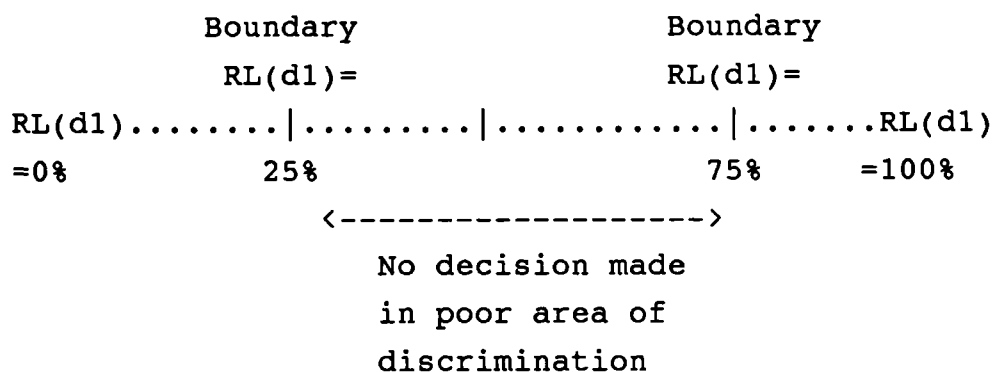 Boundary Boundary
RL(d1)= RL(d1)=
RL(d1)........|.........|............|.......RL(d1)
=0% 25% 75% =100%
<------------------->
No decision made
in poor area of
discrimination